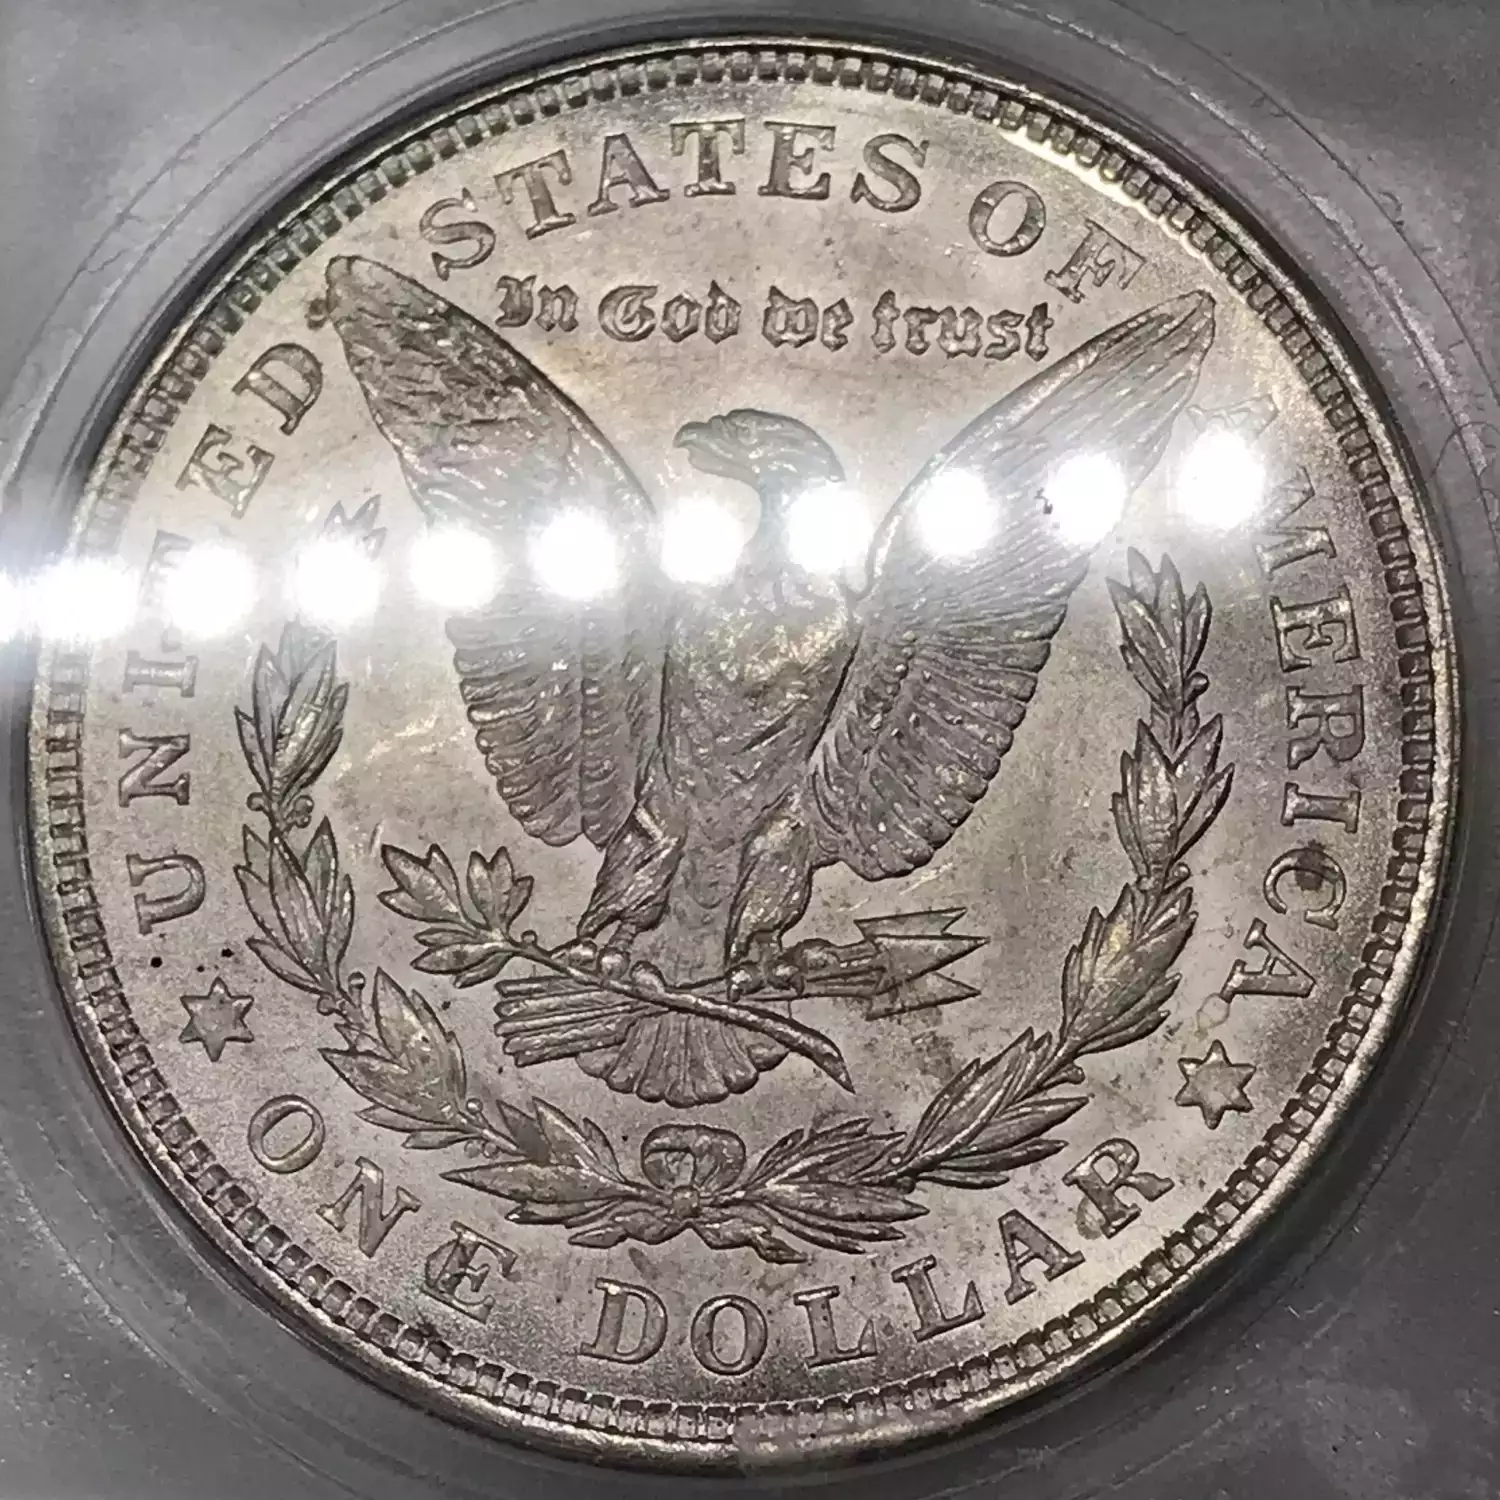 UNITED STATES OF AMERICA
In God we trust
ONE DOLLAR